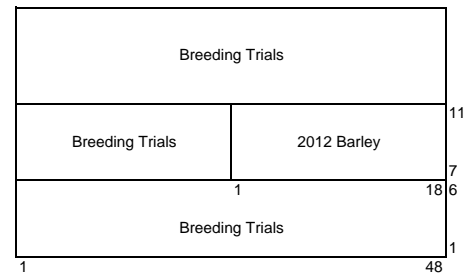 Breeding Trials
11
Breeding Trials 2012 Barley
7
1 18 6
Breeding Trials
1
1 48